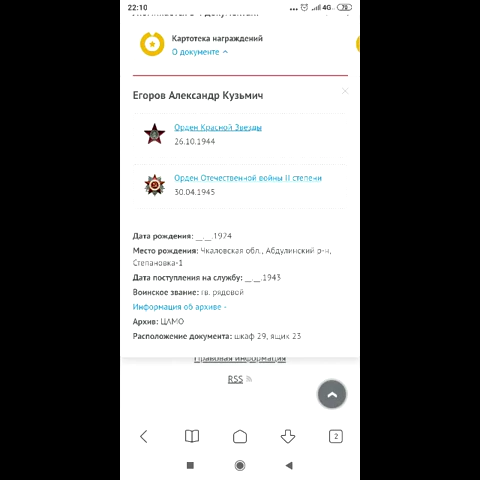 22:10
4G
70
Картотека награждений
О документе
Егоров Александр Кузьмич
Орден Красной Звезды
26.10.1944
Орден Отечественной войны II степени
30.04.1945
Дата рождения: __.__.1924
Место рождения: Чкаловская обл., Абдулинский р-н,
Степановка-1
Дата поступления на службу: __.__.1943
Воинское звание: гв. рядовой
Информация об архиве -
Архив: ЦАМО
Расположение документа: шкаф 29, ящик 23
Правовая информация
RSS
2